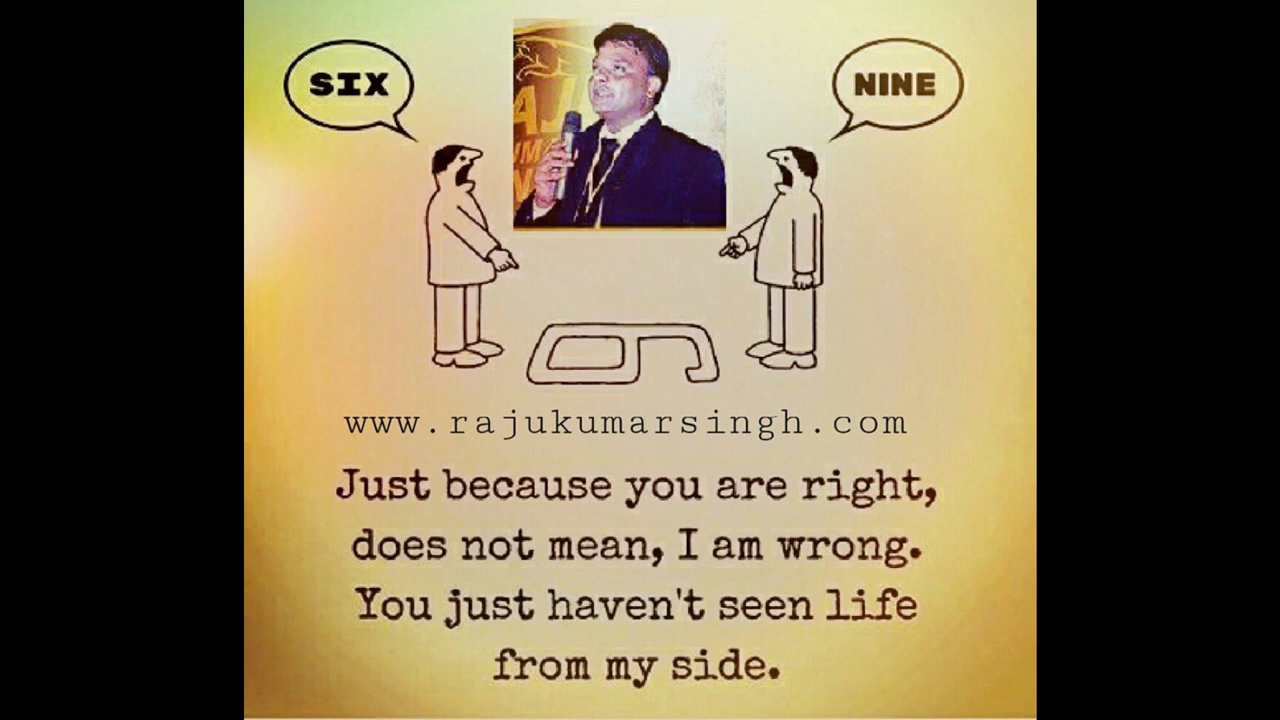 SIX
NINE
www.rajukumarsingh.com
Just because you are right,
does not mean, I am wrong.
You just haven't seen life
from my side.